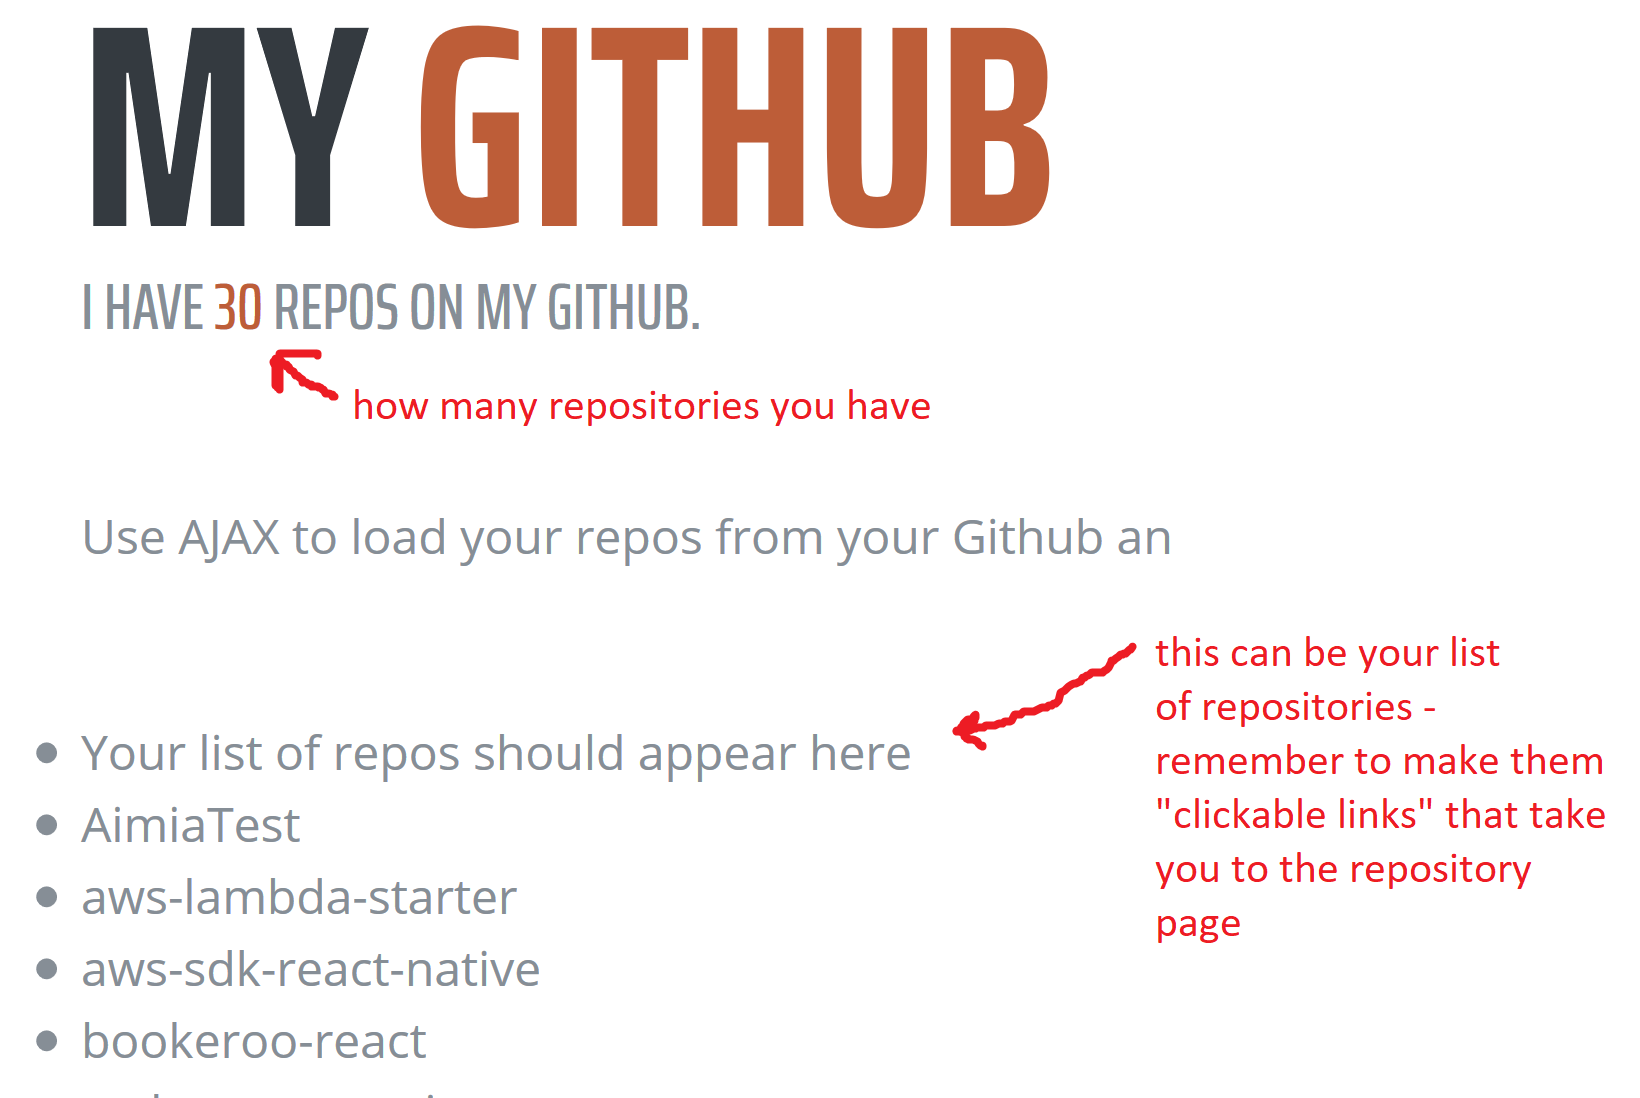 MY GITHUB
I HAVE 30 REPOS ON MY GITHUB.
how many repositories you have
Use AJAX to load your repos from your Github an
this can be your list
of repositories -
remember to make them
"clickable links" that take
you to the repository
page
Your list of repos should appear here
AimiaTest
aws-lambda-starter
aws-sdk-react-native
bookeroo-react